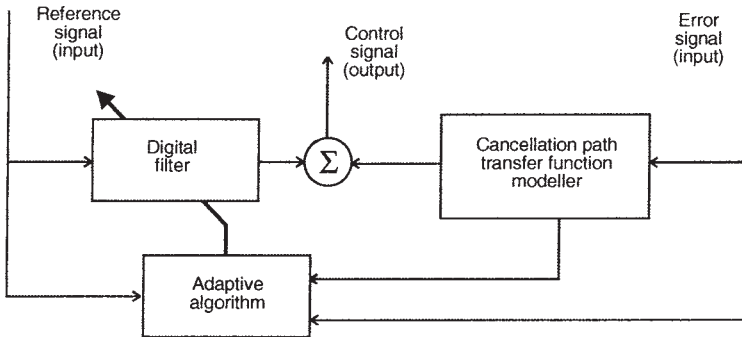 Reference
signal
(input)
Control
signal
(output)
Error
signal
(input)
Digital
filter
Σ
Cancellation path
transfer function
modeller
Adaptive
algorithm